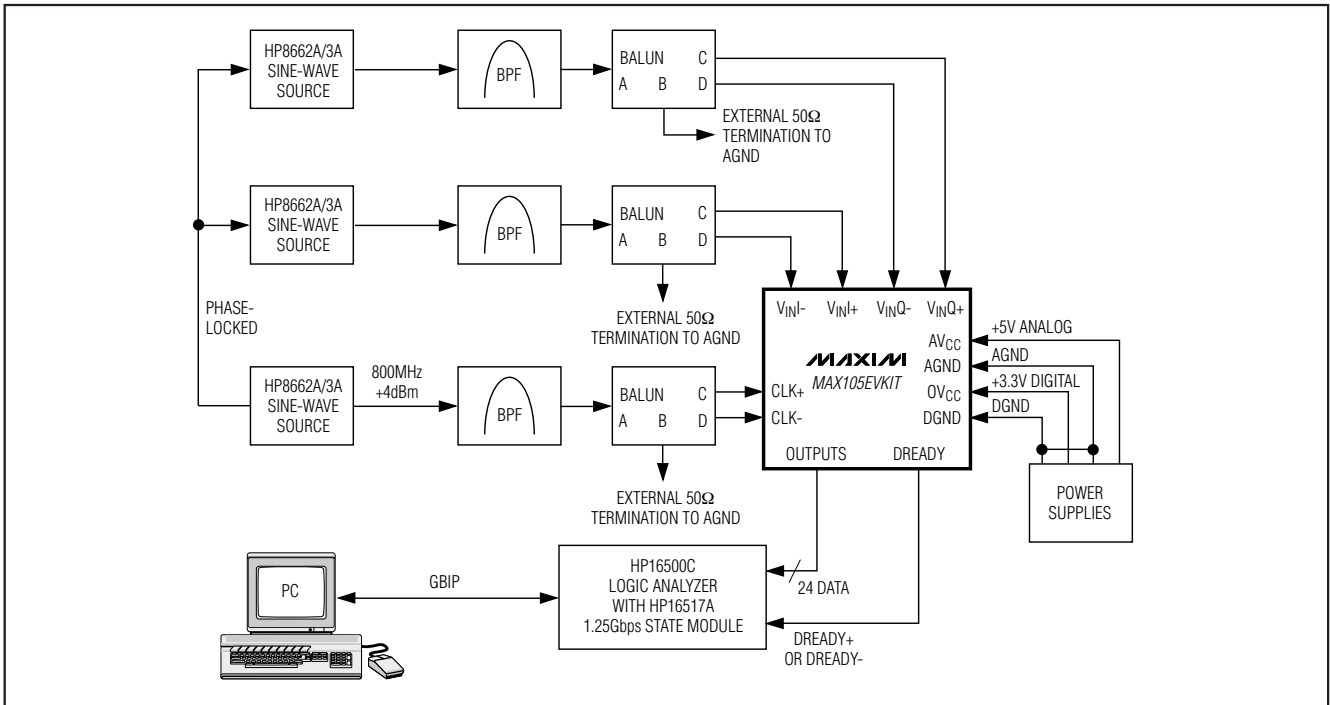 HP8662A/3A
SINE-WAVE
SOURCE
BPF
BALUN C
A B D
EXTERNAL 50Ω
TERMINATION TO
AGND
HP8662A/3A
SINE-WAVE
SOURCE
BPF
BALUN C
A B D
EXTERNAL 50Ω
TERMINATION TO AGND
PHASE-
LOCKED
HP8662A/3A
SINE-WAVE
SOURCE
800MHz
+4dBm
BPF
BALUN C
A B D
EXTERNAL 50Ω
TERMINATION TO AGND
VINI- VINI+ VINQ- VINQ+
MAXIM
MAX105EVKIT
AVCC
AGND
OVCC
DGND
CLK+
CLK-
OUTPUTS DREADY
+5V ANALOG
AGND
+3.3V DIGITAL
DGND
POWER
SUPPLIES
PC
GBIP
HP16500C
LOGIC ANALYZER
WITH HP16517A
1.25Gbps STATE MODULE
24 DATA
DREADY+
OR DREADY-